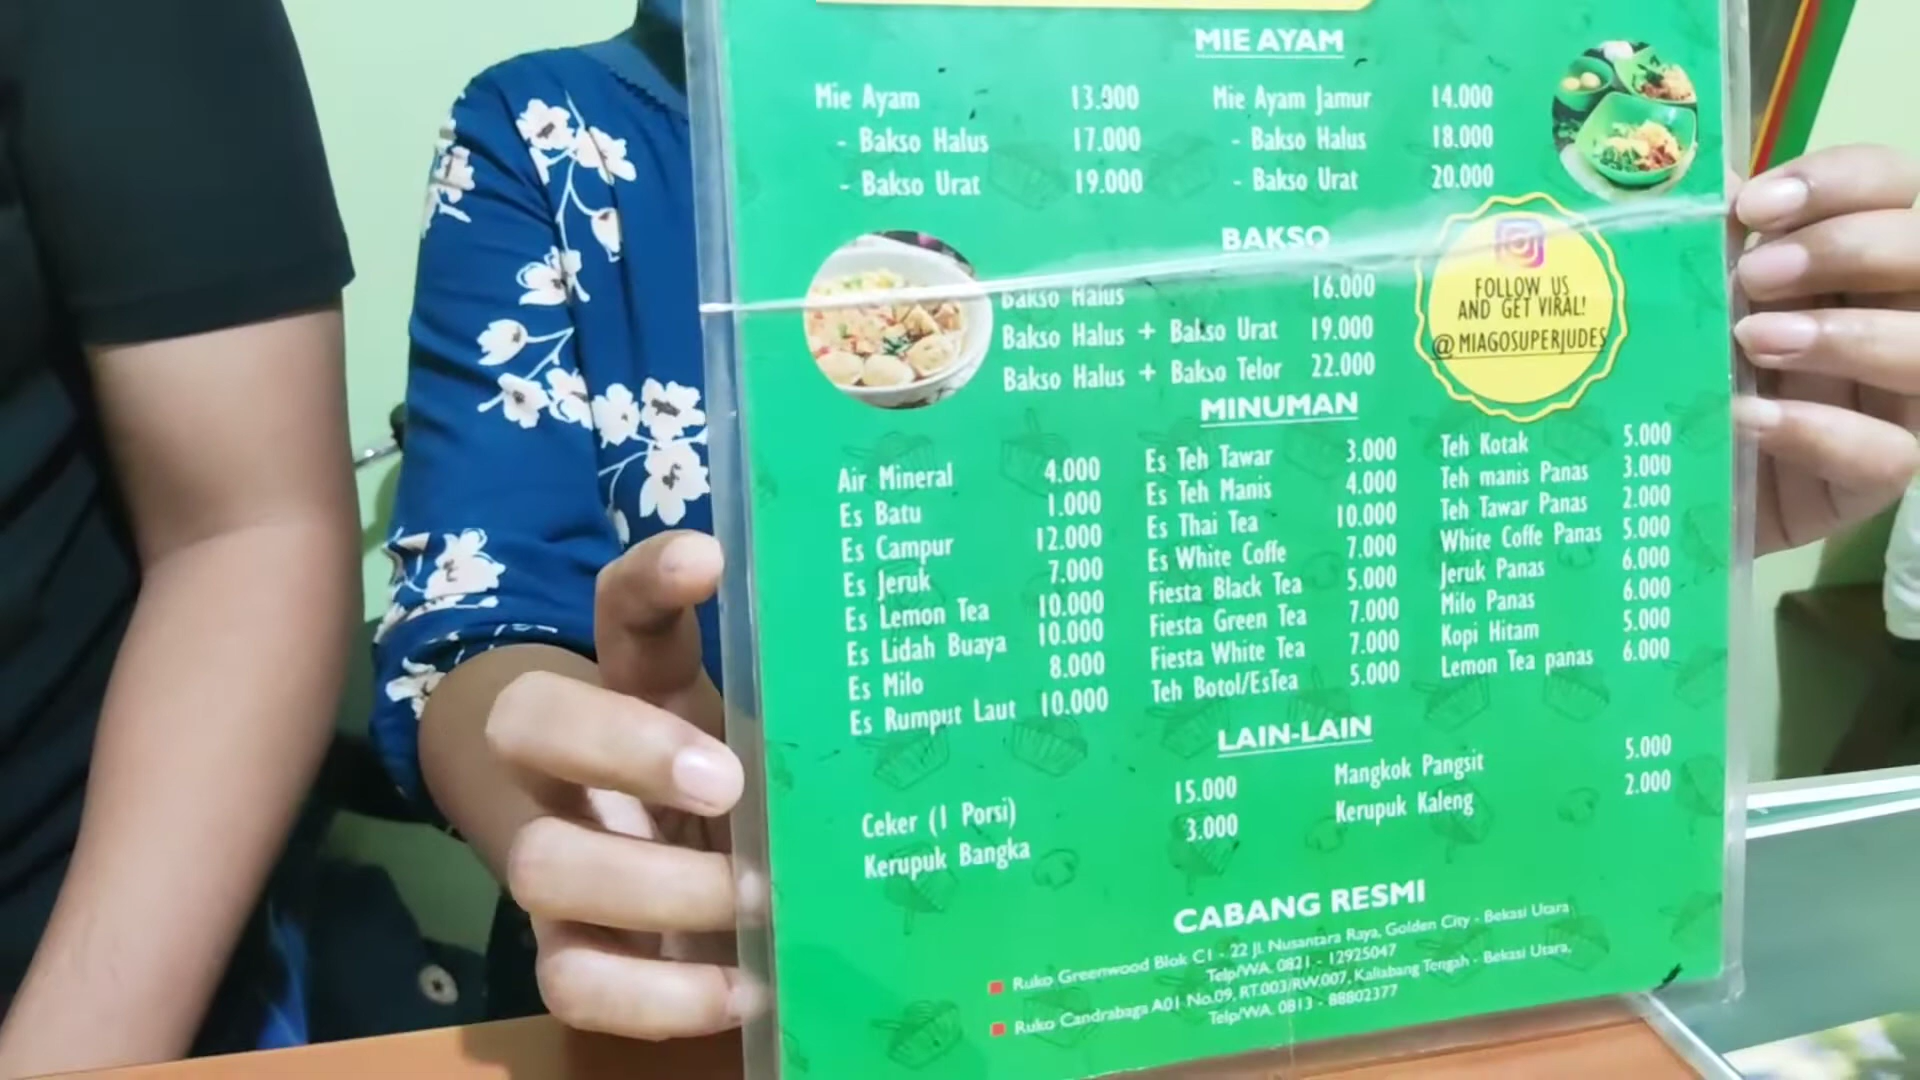 MIE AYAM
Mie Ayam 13.000 Mie Ayam Jamur 14.000
- Bakso Halus 17.000 - Bakso Halus 18.000
- Bakso Urat 19.000 - Bakso Urat 20.000
BAKSO
Bakso Halus 16.000
Bakso Halus + Bakso Urat 19.000
Bakso Halus + Bakso Telor 22.000
FOLLOW US
AND GET VIRAL!
@MIAGOSUPERJUDES
MINUMAN
Air Mineral 4.000
Es Batu 1.000
Es Campur 12.000
Es Jeruk 7.000
Es Lemon Tea 10.000
Es Lidah Buaya 10.000
Es Milo 8.000
Es Rumput Laut 10.000
Es Teh Tawar 3.000
Es Teh Manis 4.000
Es Thai Tea 10.000
Es White Coffe 7.000
Fiesta Black Tea 5.000
Fiesta Green Tea 7.000
Fiesta White Tea 7.000
Teh Botol/EsTea 5.000
Teh Kotak 5.000
Teh manis Panas 3.000
Teh Tawar Panas 2.000
White Coffe Panas 5.000
Jeruk Panas 6.000
Milo Panas 6.000
Kopi Hitam 5.000
Lemon Tea panas 6.000
LAIN-LAIN
Ceker (1 Porsi) 15.000 Mangkok Pangsit 5.000
Kerupuk Bangka 3.000 Kerupuk Kaleng 2.000
CABANG RESMI
Ruko Greenwood Blok C1 - 22 Jl. Nusantara Raya, Golden City - Bekasi Utara
Telp/WA. 0821 - 12925047
Ruko Candrabaga A01 No.09, RT.003/RW.007, Kaliabang Tengah - Bekasi Utara,
Telp/WA. 0813 - 88802377